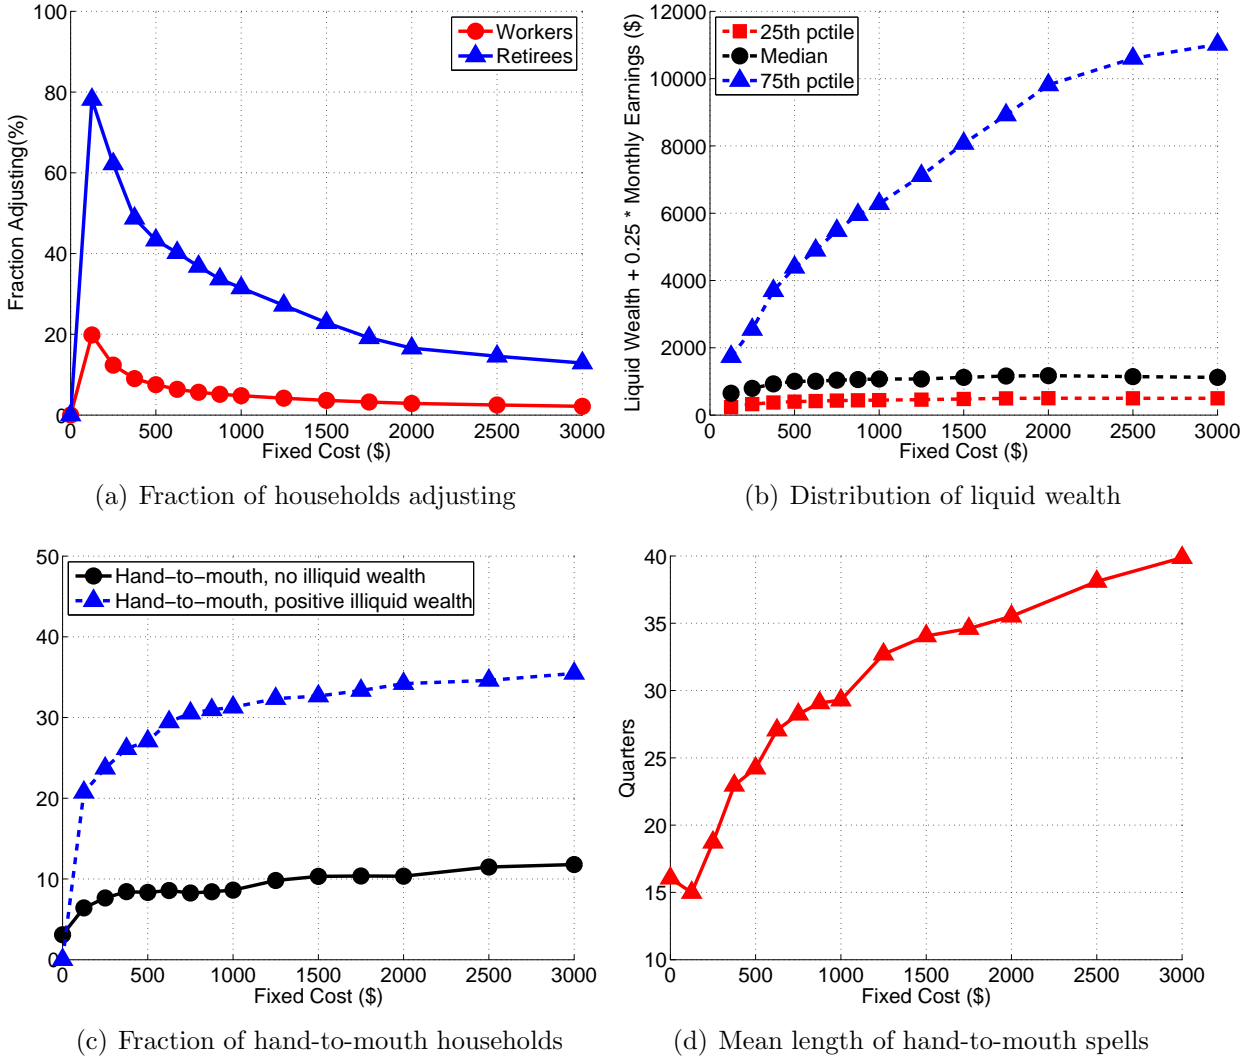 100
80
60
40
20
0
Fraction Adjusting(%)
Workers
Retirees
0 500 1000 1500 2000 2500 3000
Fixed Cost ($)
(a) Fraction of households adjusting
12000
10000
8000
6000
4000
2000
0
Liquid Wealth + 0.25 * Monthly Earnings ($)
25th pctile
Median
75th pctile
0 500 1000 1500 2000 2500 3000
Fixed Cost ($)
(b) Distribution of liquid wealth
50
40
30
20
10
0
Hand−to−mouth, no illiquid wealth
Hand−to−mouth, positive illiquid wealth
0 500 1000 1500 2000 2500 3000
Fixed Cost ($)
(c) Fraction of hand-to-mouth households
40
35
30
25
20
15
10
Quarters
0 500 1000 1500 2000 2500 3000
Fixed Cost ($)
(d) Mean length of hand-to-mouth spells